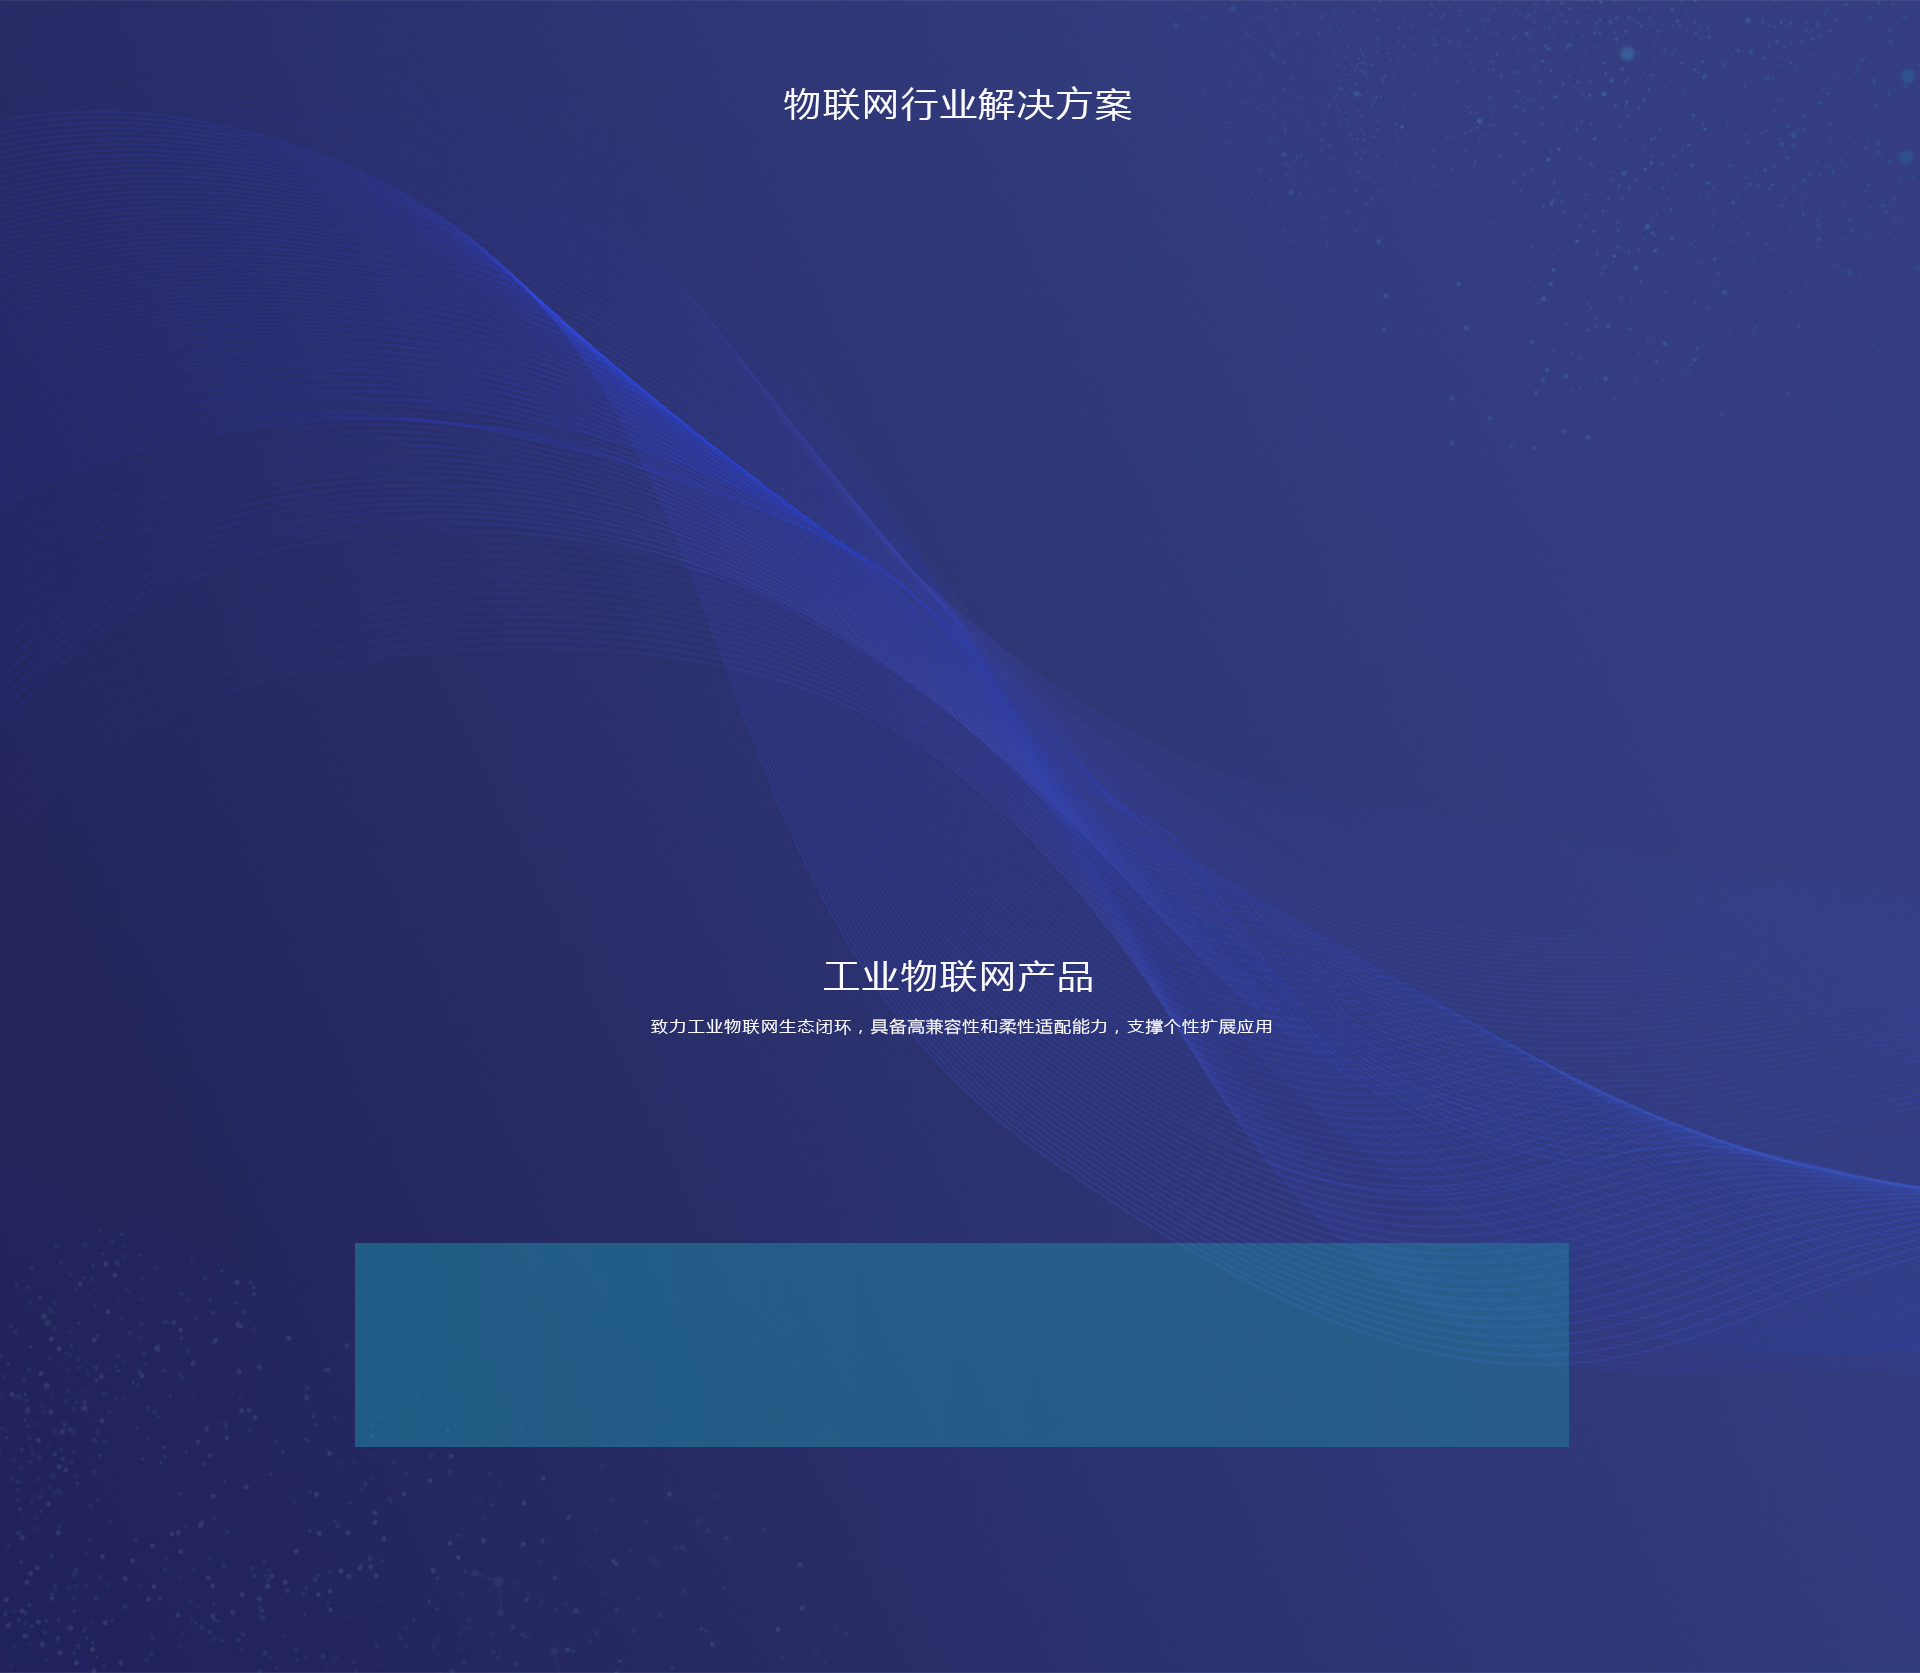 物联网行业解决方案
工业物联网产品
致力工业物联网生态闭环，具备高兼容性和柔性适配能力，支撑个性扩展应用